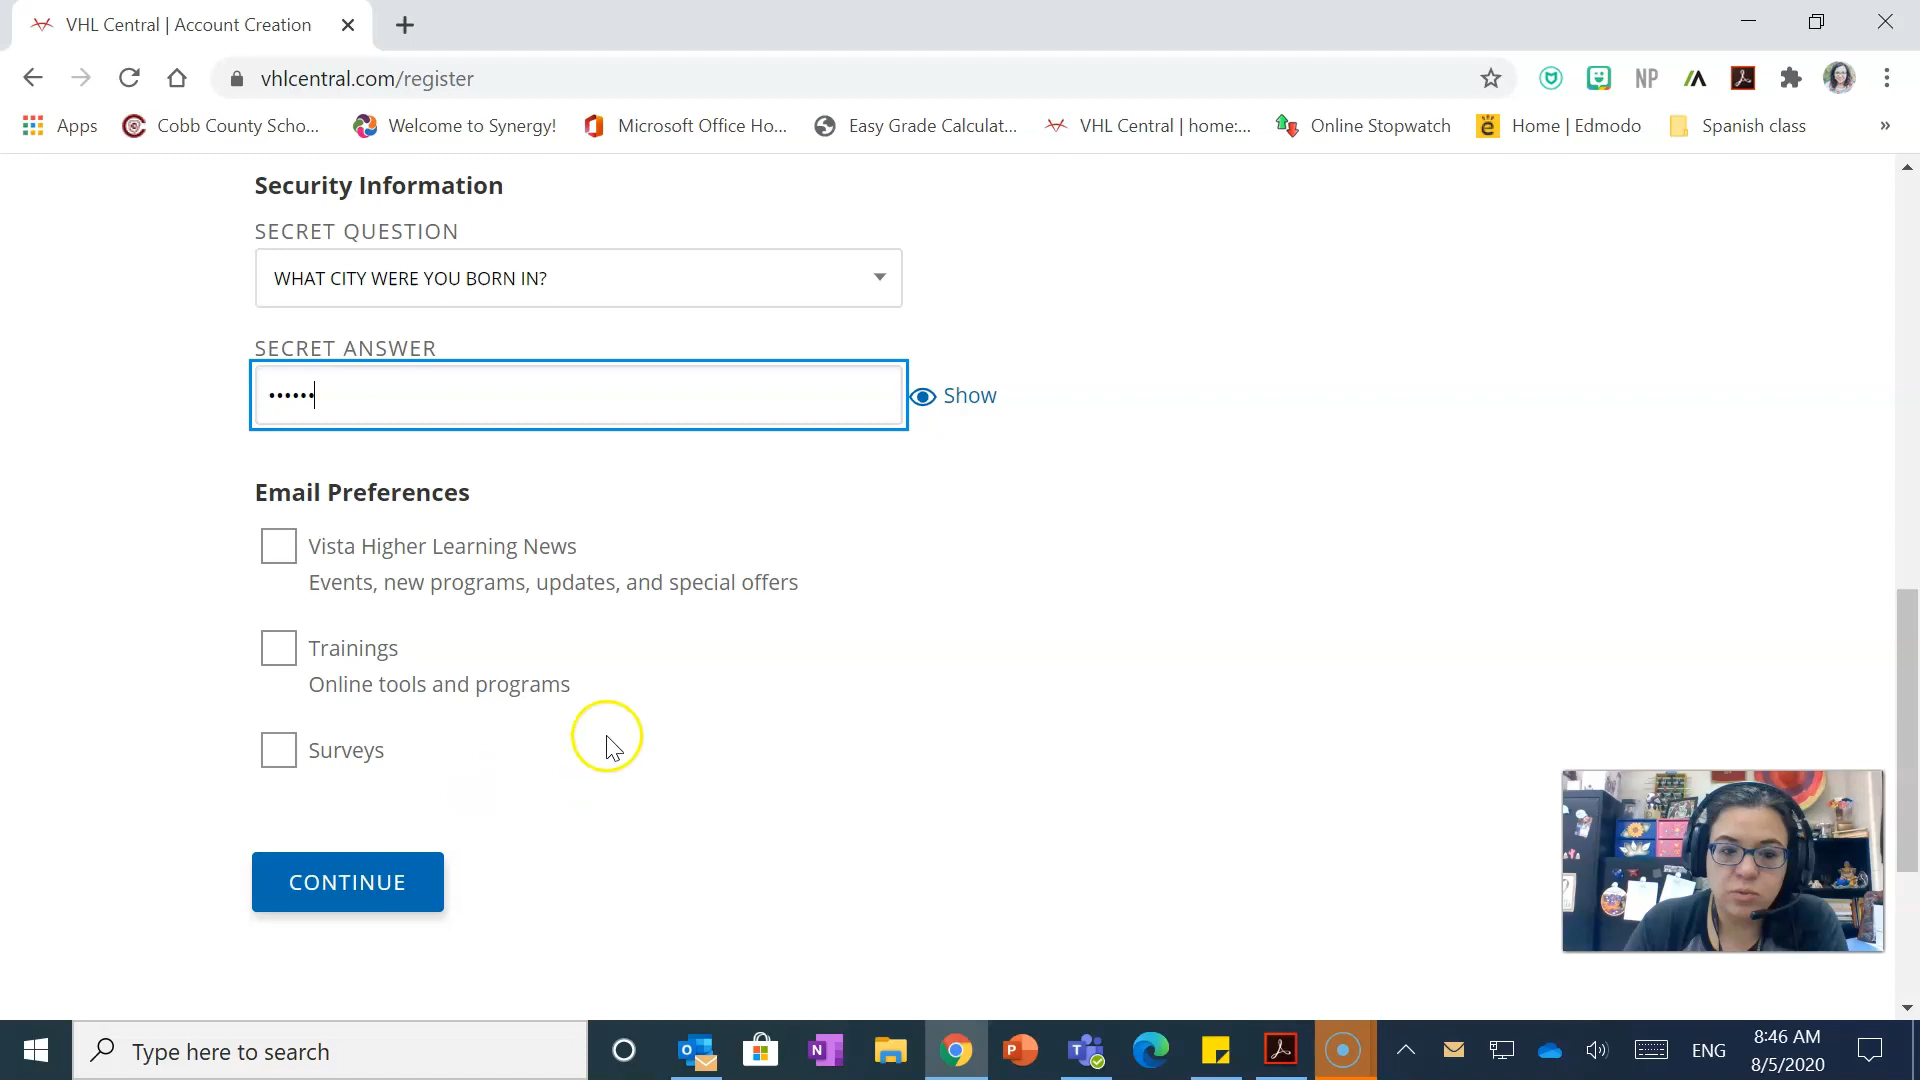 VHL Central | Account Creation
vhlcentral.com/register
NP
Apps
Cobb County Scho...
Welcome to Synergy!
Microsoft Office Ho...
Easy Grade Calculat...
VHL Central | home:...
Online Stopwatch
Home | Edmodo
Spanish class
»
Security Information
SECRET QUESTION
WHAT CITY WERE YOU BORN IN?
SECRET ANSWER
••••••
Show
Email Preferences
Vista Higher Learning News
Events, new programs, updates, and special offers
Trainings
Online tools and programs
Surveys
CONTINUE
Type here to search
ENG
8:46 AM
8/5/2020